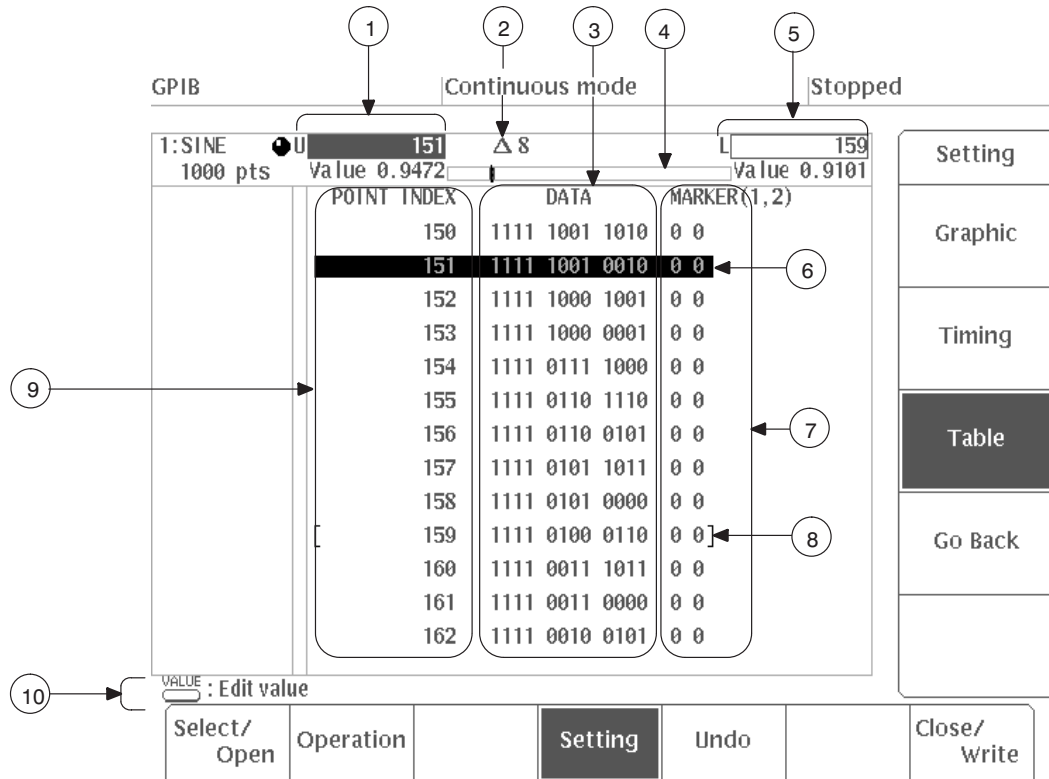 1 2 3 4 5
GPIB Continuous mode Stopped
1:SINE U 151 Δ 8 L 159
1000 pts Value 0.9472 Value 0.9101
POINT INDEX DATA MARKER(1,2)
150 1111 1001 1010 0 0
151 1111 1001 0010 0 0 6
152 1111 1000 1001 0 0
153 1111 1000 0001 0 0
154 1111 0111 1000 0 0
9
155 1111 0110 1110 0 0
156 1111 0110 0101 0 0 7
157 1111 0101 1011 0 0
158 1111 0101 0000 0 0
[ 159 1111 0100 0110 0 0 ] 8
160 1111 0011 1011 0 0
161 1111 0011 0000 0 0
162 1111 0010 0101 0 0
Setting
Graphic
Timing
Table
Go Back
10 VALUE : Edit value
Select/
Open
Operation
Setting
Undo
Close/
Write